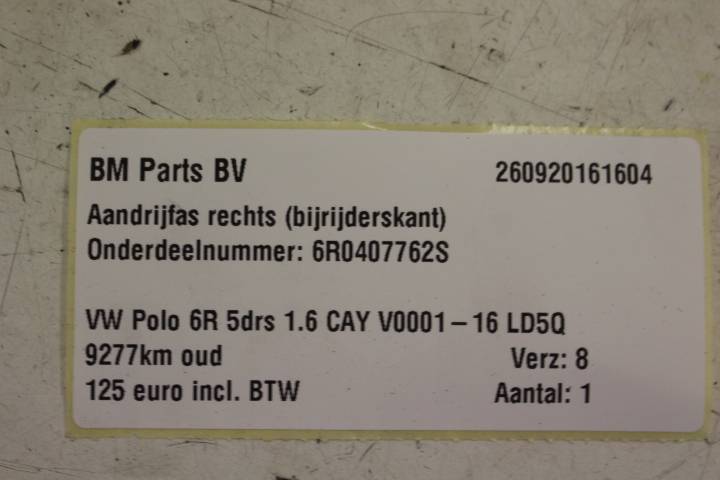 BM Parts BV 260920161604
Aandrijfas rechts (bijrijderskant)
Onderdeelnummer: 6R0407762S
VW Polo 6R 5drs 1.6 CAY V0001-16 LD5Q
9277km oud Verz: 8
125 euro incl. BTW Aantal: 1